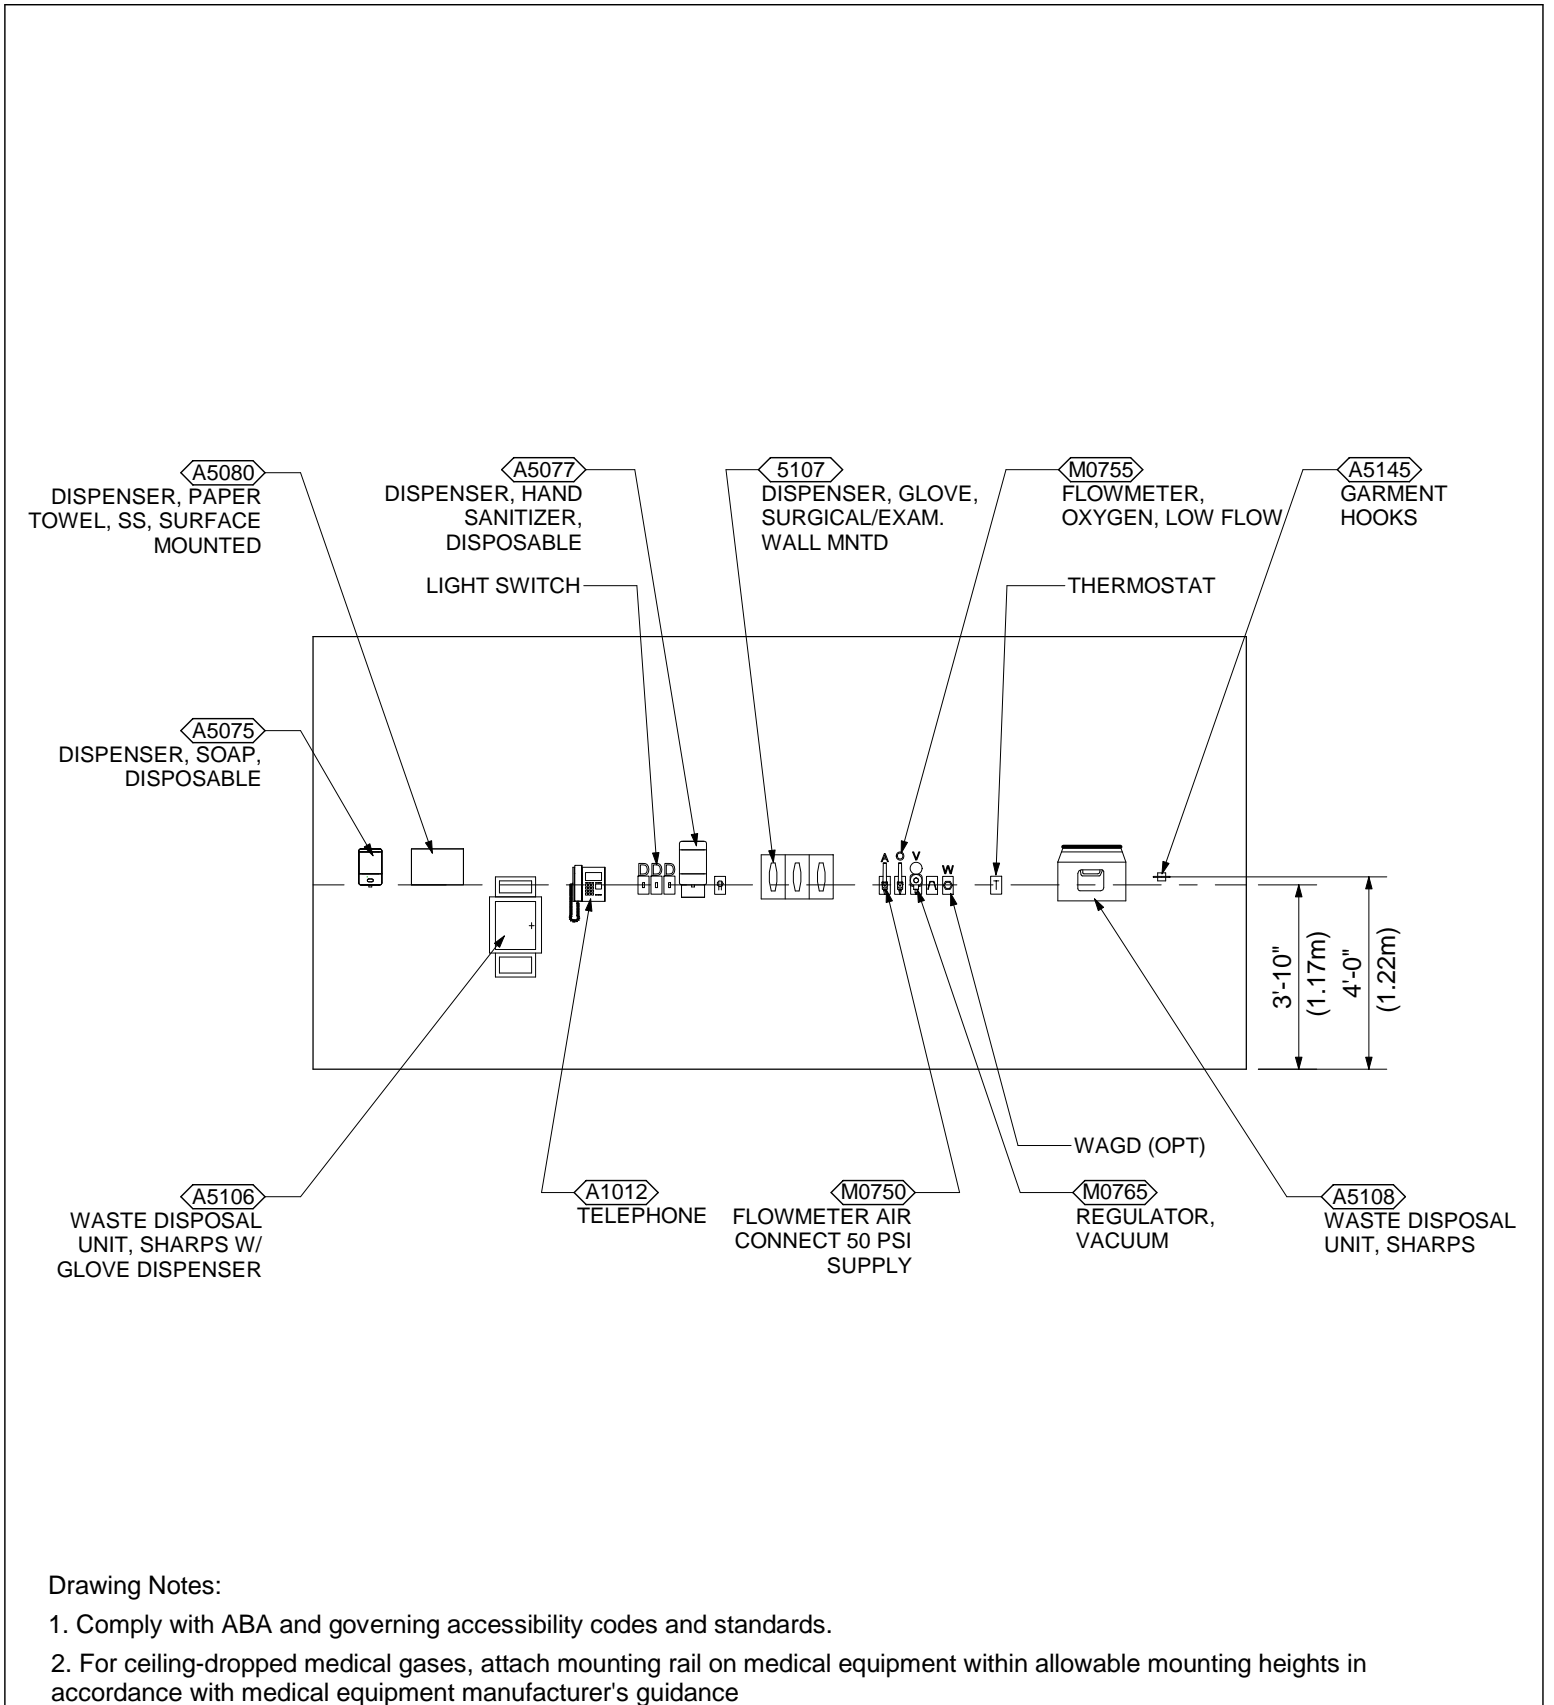 A5080
DISPENSER, PAPER
TOWEL, SS, SURFACE
MOUNTED
A5077
DISPENSER, HAND
SANITIZER,
DISPOSABLE
5107
DISPENSER, GLOVE,
SURGICAL/EXAM.
WALL MNTD
M0755
FLOWMETER,
OXYGEN, LOW FLOW
A5145
GARMENT
HOOKS
LIGHT SWITCH
THERMOSTAT
A5075
DISPENSER, SOAP,
DISPOSABLE
DDD
A O V
W
T
3'-10"
(1.17m)
4'-0"
(1.22m)
WAGD (OPT)
A5106
WASTE DISPOSAL
UNIT, SHARPS W/
GLOVE DISPENSER
A1012
TELEPHONE
M0750
FLOWMETER AIR
CONNECT 50 PSI
SUPPLY
M0765
REGULATOR,
VACUUM
A5108
WASTE DISPOSAL
UNIT, SHARPS
Drawing Notes:
1. Comply with ABA and governing accessibility codes and standards.
2. For ceiling-dropped medical gases, attach mounting rail on medical equipment within allowable mounting heights in
accordance with medical equipment manufacturer's guidance